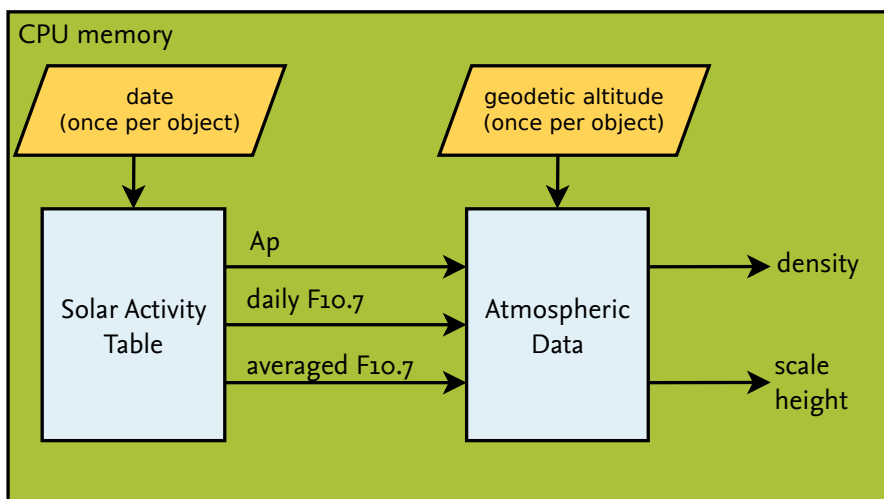 CPU memory
date
(once per object)
geodetic altitude
(once per object)
Solar Activity
Table
Ap
daily F10.7
averaged F10.7
Atmospheric
Data
density
scale
height